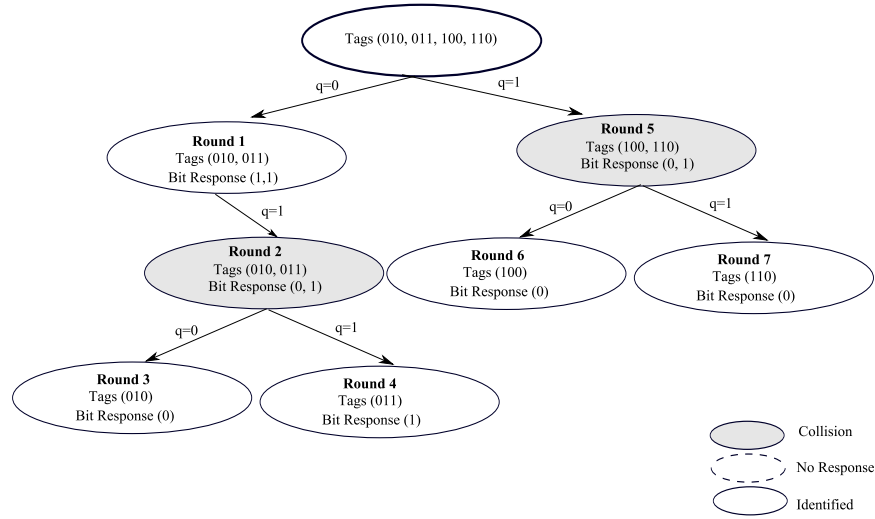 Tags (010, 011, 100, 110)
q=0
q=1
Round 1
Tags (010, 011)
Bit Response (1,1)
Round 5
Tags (100, 110)
Bit Response (0, 1)
q=1
q=0
q=1
Round 2
Tags (010, 011)
Bit Response (0, 1)
Round 6
Tags (100)
Bit Response (0)
Round 7
Tags (110)
Bit Response (0)
q=0
q=1
Round 3
Tags (010)
Bit Response (0)
Round 4
Tags (011)
Bit Response (1)
Collision
No Response
Identified